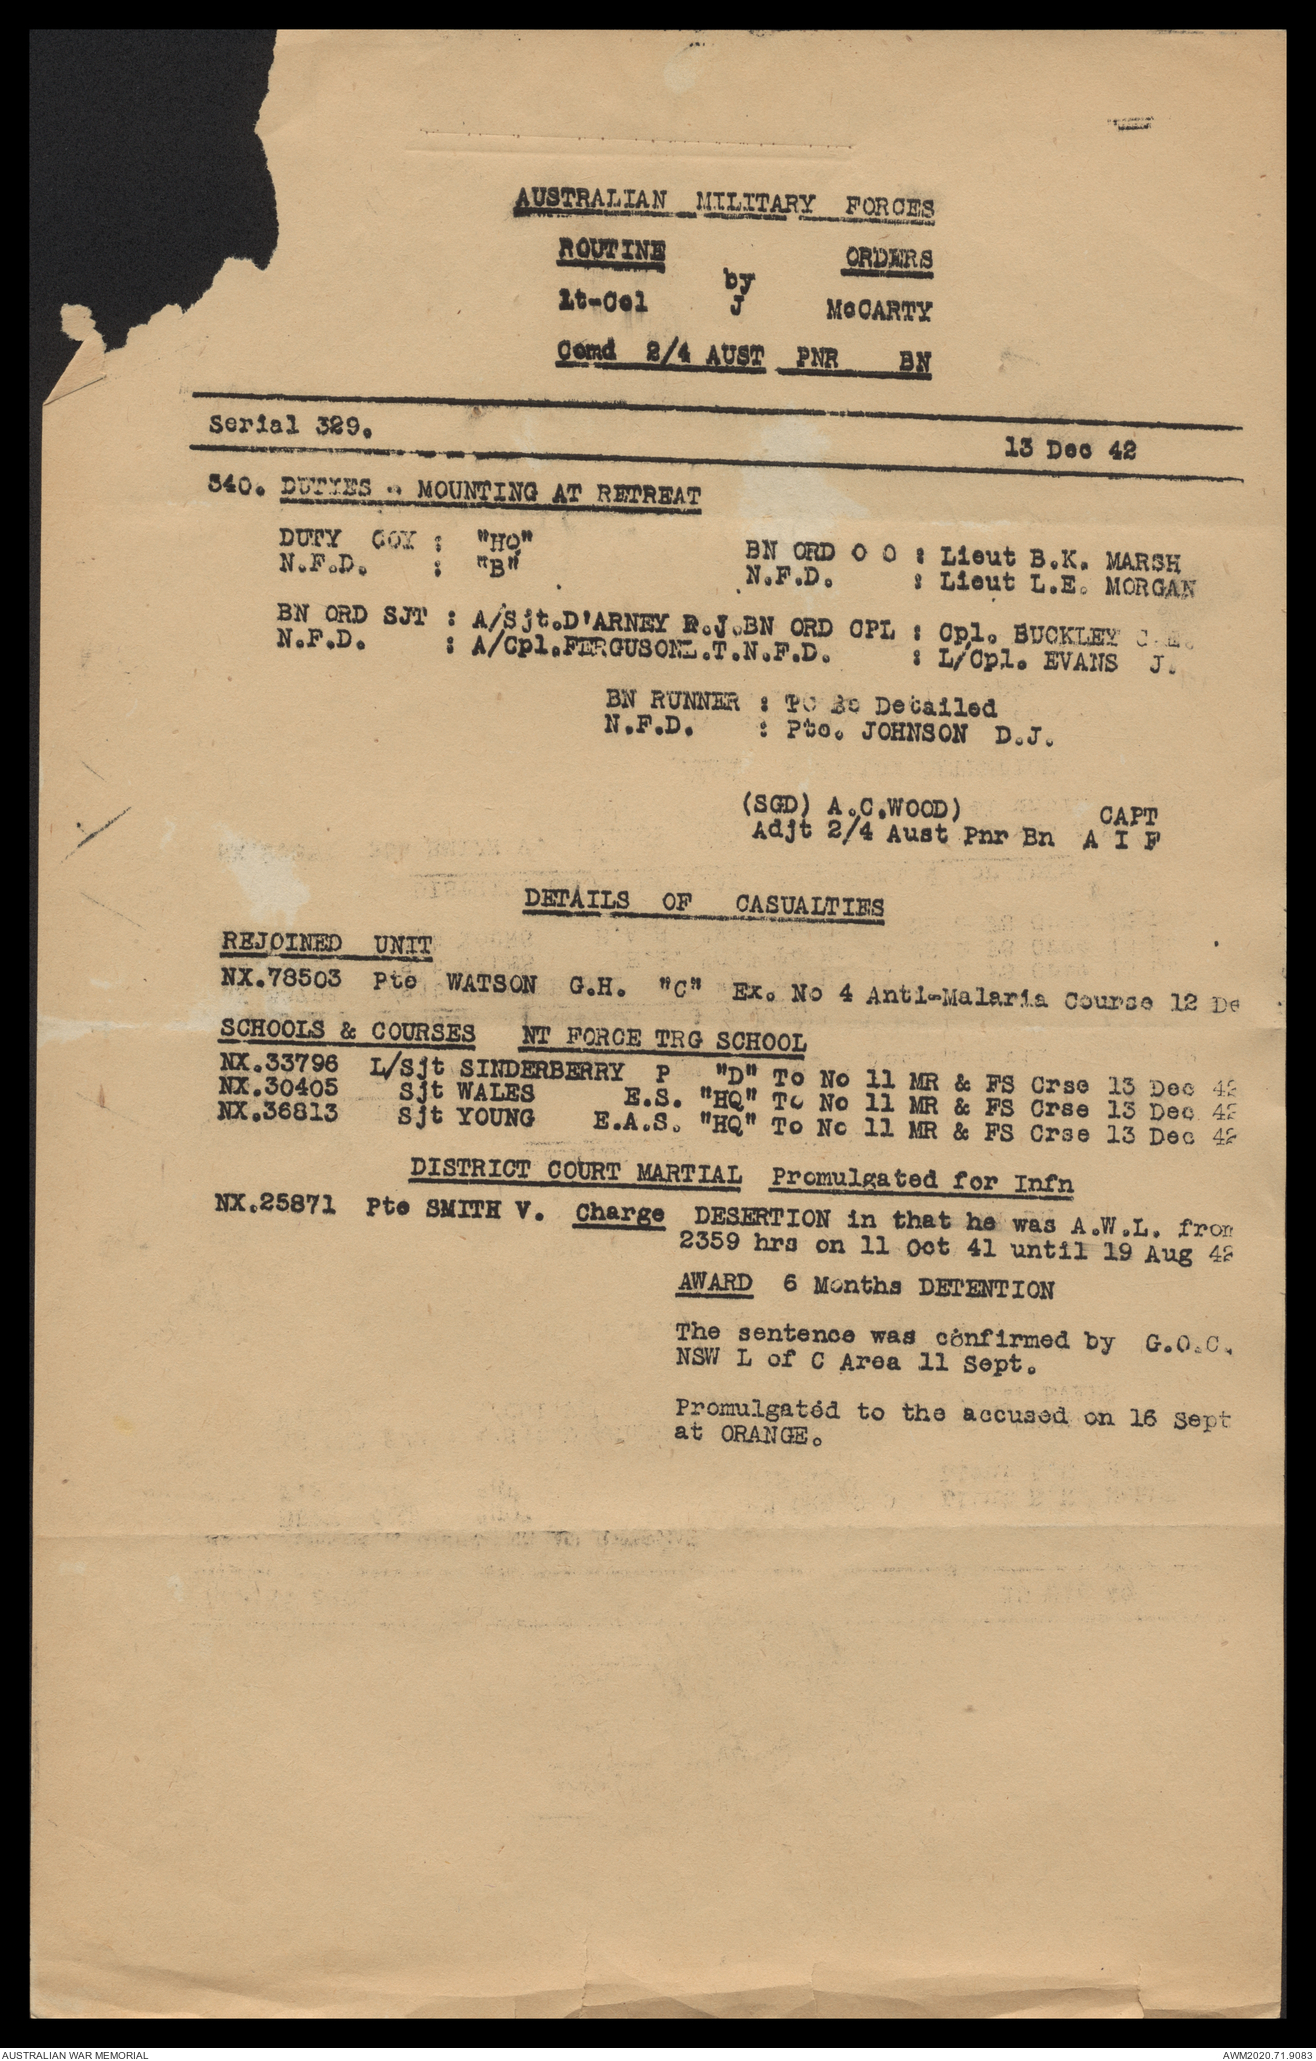 AUSTRALIAN MILITARY FORCES
ROUTINE ORDERS
by
Lt-Col J McCARTY
Comd 2/4 AUST PNR BN
Serial 329.
13 Dec 42
540. DUTIES - MOUNTING AT RETREAT
DUTY COY : "HQ" BN ORD O O : Lieut B.K. MARSH
N.F.D. : "B" N.F.D. : Lieut L.E. MORGAN
BN ORD SJT : A/Sjt.D'ARNEY R.J.BN ORD CPL : Cpl. BUCKLEY C.E.
N.F.D. : A/Cpl.FERGUSONL.T.N.F.D. : L/Cpl. EVANS J.
BN RUNNER : To Be Detailed
N.F.D. : Pte. JOHNSON D.J.
(SGD) A.C.WOOD) CAPT
Adjt 2/4 Aust Pnr Bn A I F
DETAILS OF CASUALTIES
REJOINED UNIT
NX.78503 Pte WATSON G.H. "C" Ex. No 4 Anti-Malaria Course 12 De
SCHOOLS & COURSES NT FORCE TRG SCHOOL
NX.33796 L/Sjt SINDERBERRY P "D" To No 11 MR & FS Crse 13 Dec 42
NX.30405 Sjt WALES E.S. "HQ" To No 11 MR & FS Crse 13 Dec 42
NX.36813 Sjt YOUNG E.A.S. "HQ" To No 11 MR & FS Crse 13 Dec 42
DISTRICT COURT MARTIAL Promulgated for Infn
NX.25871 Pte SMITH V. Charge DESERTION in that he was A.W.L. from
2359 hrs on 11 Oct 41 until 19 Aug 42
AWARD 6 Months DETENTION
The sentence was confirmed by G.O.C.
NSW L of C Area 11 Sept.
Promulgated to the accused on 16 Sept
at ORANGE.
AUSTRALIAN WAR MEMORIAL
AWM2020.71.9083